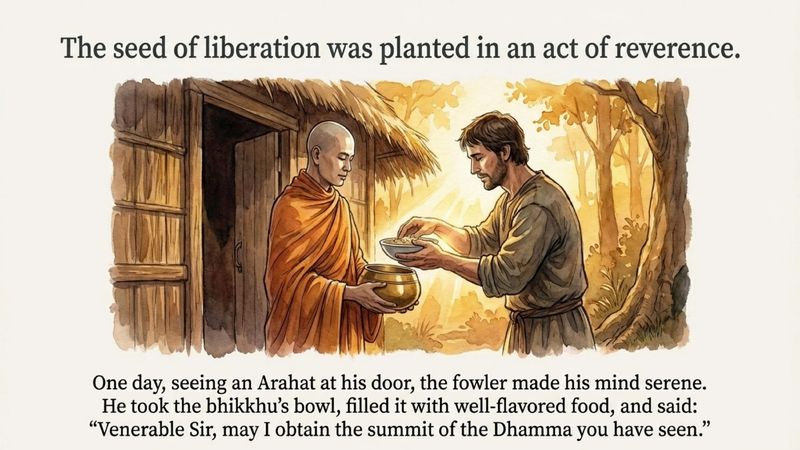 The seed of liberation was planted in an act of reverence.
One day, seeing an Arahat at his door, the fowler made his mind serene.
He took the bhikkhu’s bowl, filled it with well-flavored food, and said:
“Venerable Sir, may I obtain the summit of the Dhamma you have seen.”